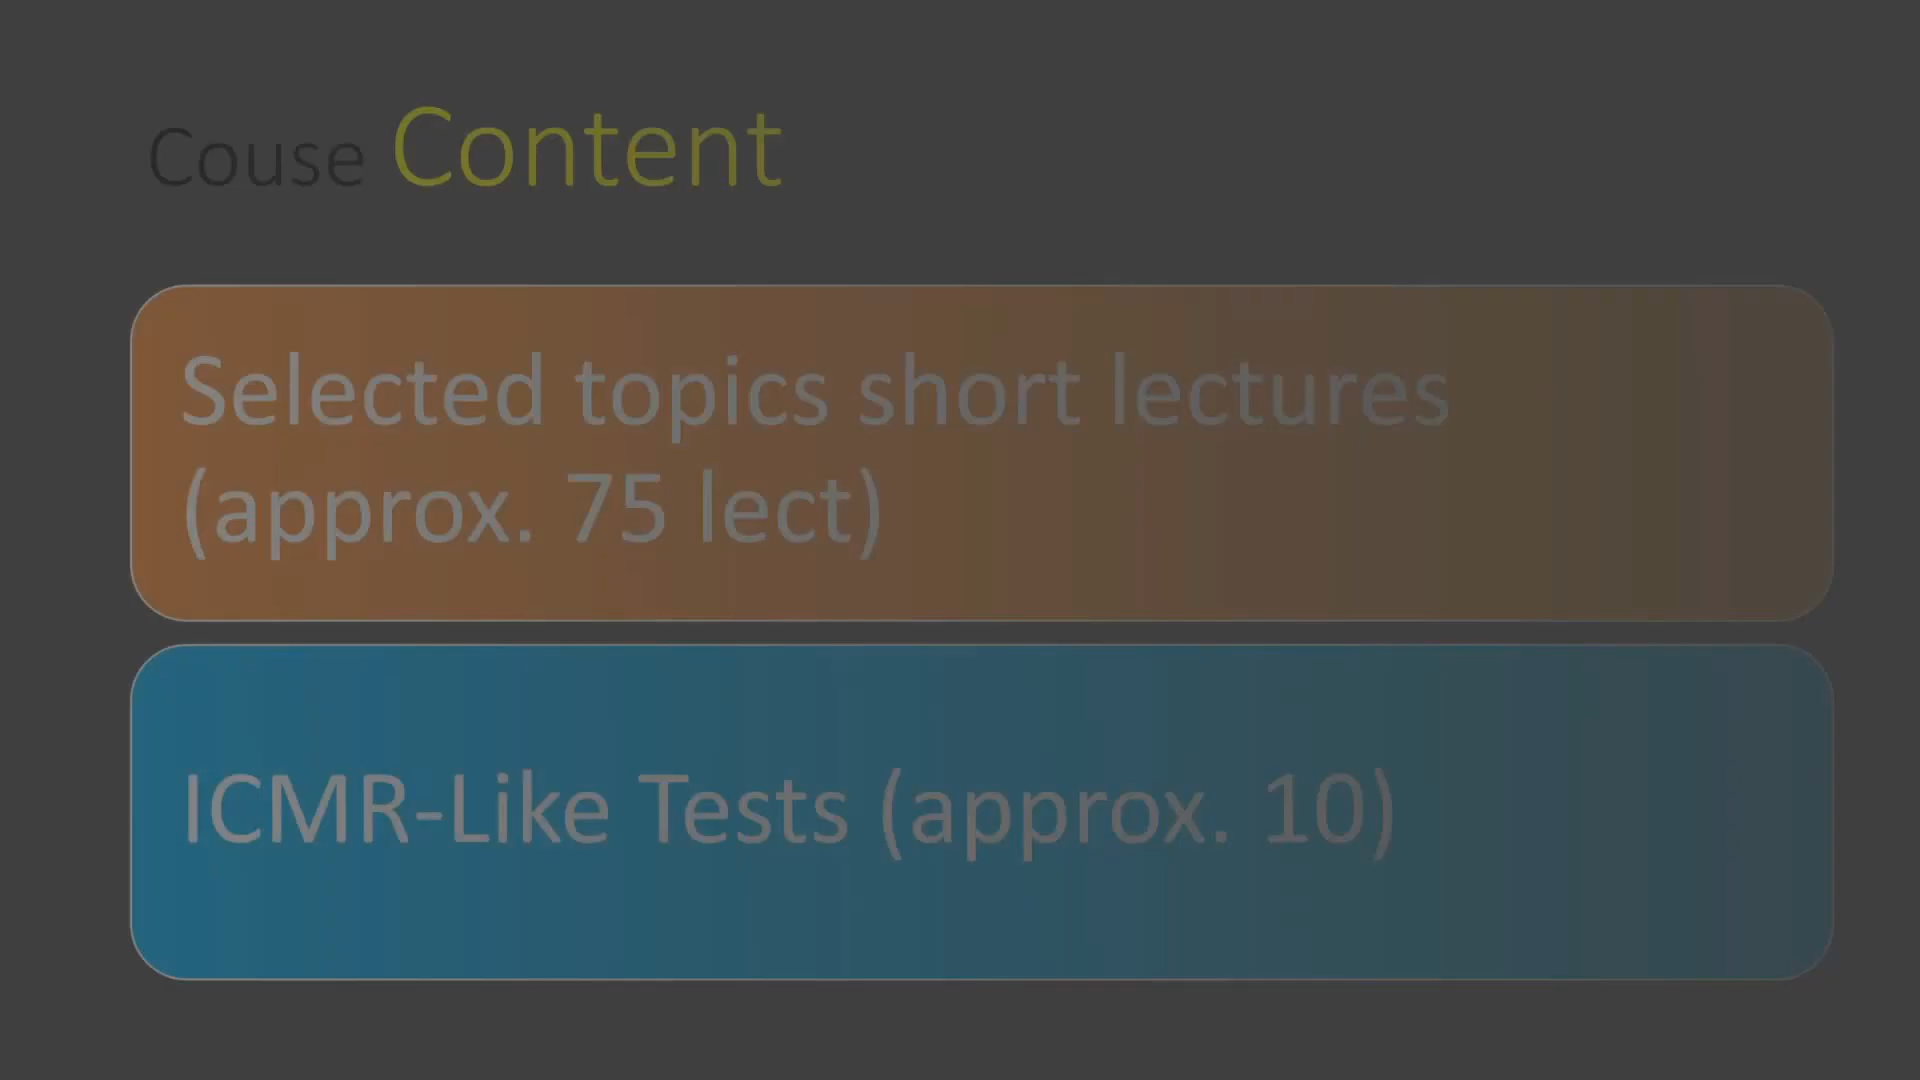 Couse Content
Selected topics short lectures
(approx. 75 lect)
ICMR-Like Tests (approx. 10)